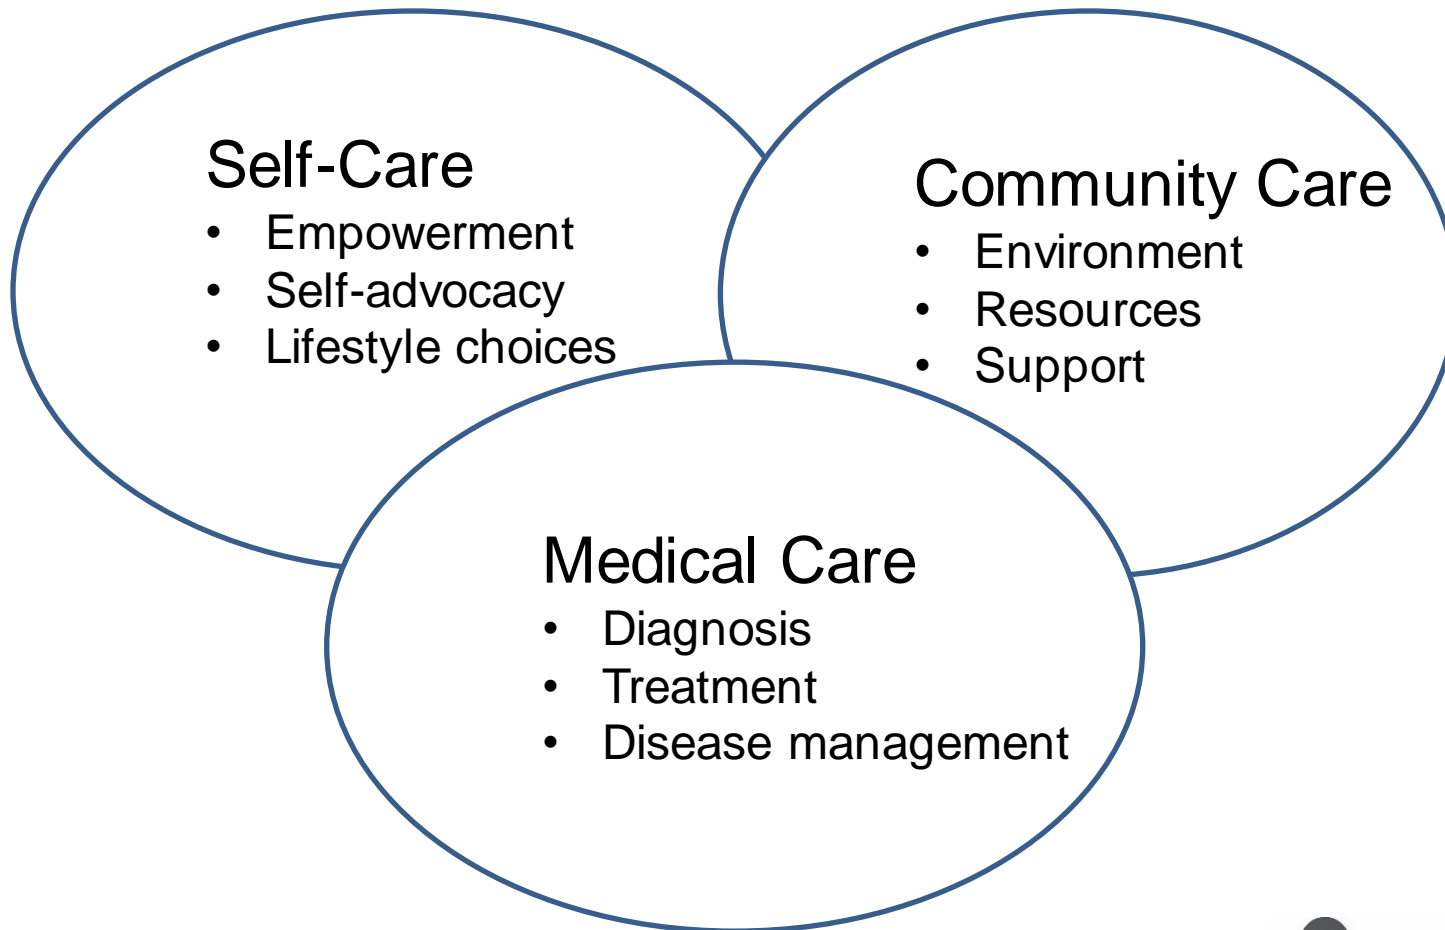 Self-Care
• Empowerment
• Self-advocacy
• Lifestyle choices
Community Care
• Environment
• Resources
• Support
Medical Care
• Diagnosis
• Treatment
• Disease management